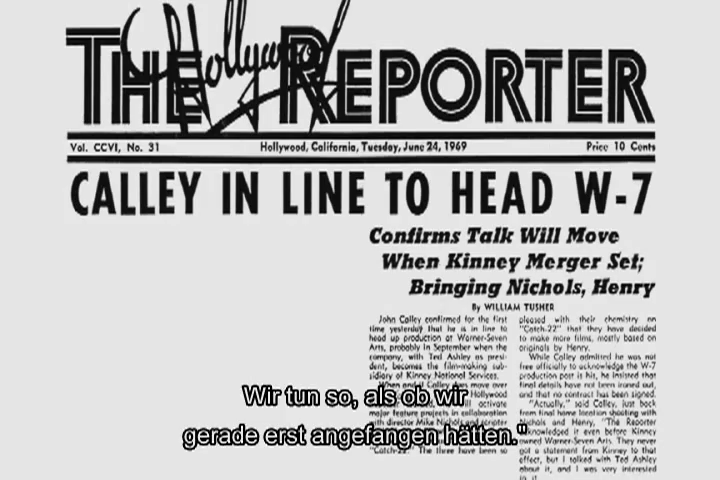 THE Hollywood REPORTER
Vol. CCVI, No. 31 Hollywood, California, Tuesday, June 24, 1969 Price 10 Cents
CALLEY IN LINE TO HEAD W-7
Confirms Talk Will Move
When Kinney Merger Set;
Bringing Nichols, Henry
By WILLIAM TUSHER
John Calley confirmed for the first
time yesterday that he is in line to
head up production at Warner-Seven
Arts, probably in September when the
company, with Ted Ashley as presi-
dent, becomes the film-making sub-
sidiary of Kinney National Services.
When and if Calley does move over
Hollywood
will activate
major feature projects in collaboration
with director Mike Nichols and scripter
"Catch-22." The three have been so
pleased with their chemistry on
"Catch-22" that they have decided
to make more films, mostly based on
originals by Henry.
While Calley admitted he was not
free officially to acknowledge the W-7
production post is his, he insisted that
final details have not been ironed out,
and that no contract has been signed.
"Actually," said Calley, just back
from final home location shooting with
Nichols and Henry, "The Reporter
acknowledged it even before Kinney
owned Warner-Seven Arts. They never
got a statement from Kinney to that
effect, but I talked with Ted Ashley
about it, and I was very interested
in it.
Wir tun so, als ob wir
gerade erst angefangen hätten."